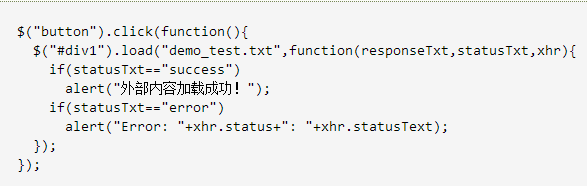 $("button").click(function(){
  $("#div1").load("demo_test.txt",function(responseTxt,statusTxt,xhr){
    if(statusTxt=="success")
      alert("外部内容加载成功！");
    if(statusTxt=="error")
      alert("Error: "+xhr.status+": "+xhr.statusText);
  });
});